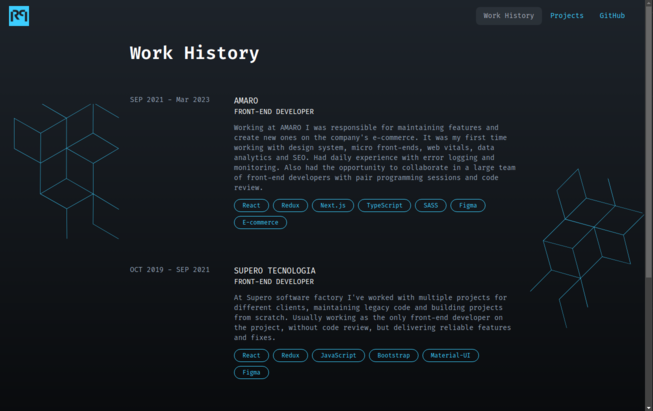 Work History Projects GitHub
Work History
SEP 2021 – Mar 2023
AMARO
FRONT-END DEVELOPER
Working at AMARO I was responsible for maintaining features and
create new ones on the company's e-commerce. It was my first time
working with design system, micro front-ends, web vitals, data
analytics and SEO. Had daily experience with error logging and
monitoring. Also had the opportunity to collaborate in a large team
of front-end developers with pair programming sessions and code
review.
React Redux Next.js TypeScript SASS Figma
E-commerce
OCT 2019 – SEP 2021
SUPERO TECNOLOGIA
FRONT-END DEVELOPER
At Supero software factory I've worked with multiple projects for
different clients, maintaining legacy code and building projects
from scratch. Usually working as the only front-end developer on
the project, without code review, but delivering reliable features
and fixes.
React Redux JavaScript Bootstrap Material-UI
Figma